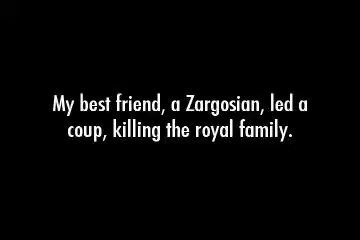 My best friend, a Zargosian, led a
coup, killing the royal family.